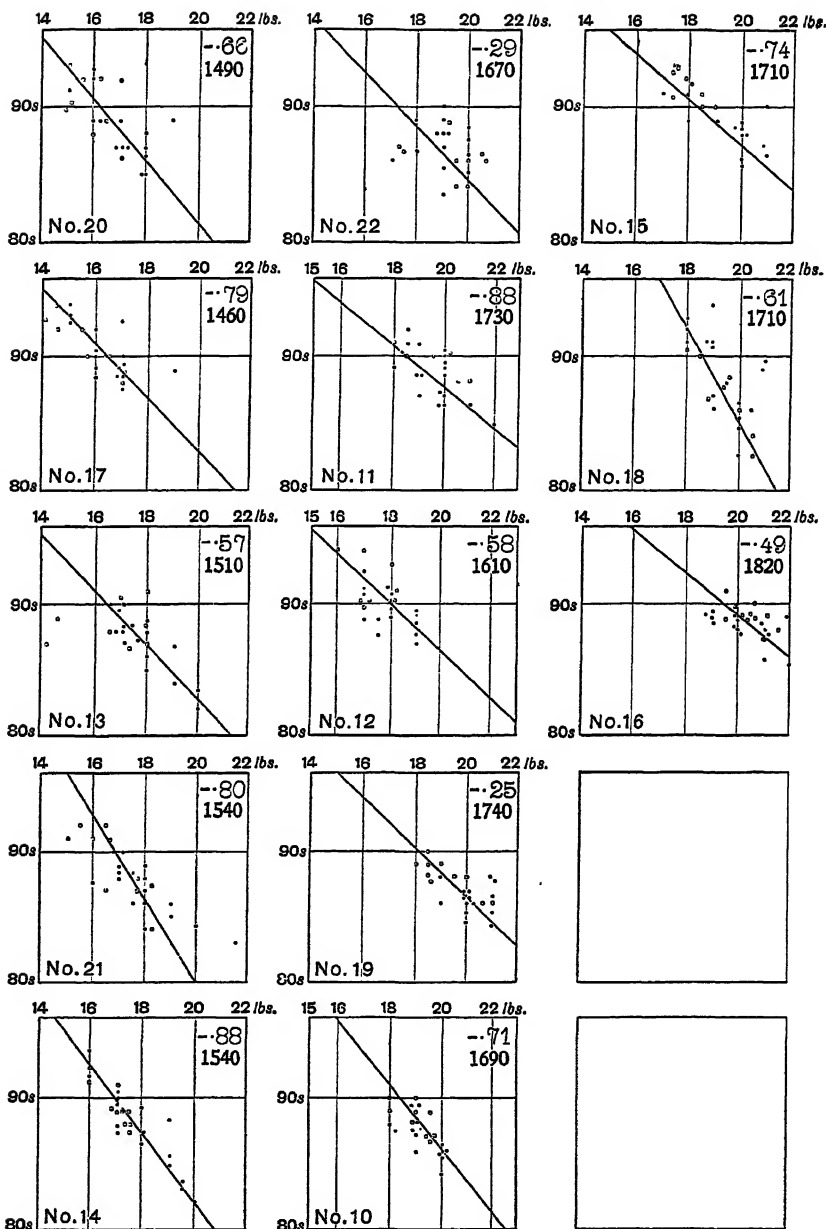 14 16 18 20 22 lbs.
-·66
1490
90s
80s
No.20
14 16 18 20 22 lbs.
-·29
1670
90s
80s
No.22
15 16 18 20 22 lbs.
-·74
1710
90s
80s
No.15
14 16 18 20 22 lbs.
-·79
1460
90s
80s
No.17
15 16 18 20 22 lbs.
-·88
1730
90s
80s
No.11
16 18 20 22 lbs.
-·61
1710
90s
80s
No.18
14 16 18 20 22 lbs.
-·57
1510
90s
80s
No.13
15 16 18 20 22 lbs.
-·58
1610
90s
80s
No.12
16 18 20 22 lbs.
-·49
1820
90s
80s
No.16
14 16 18 20 22 lbs.
-·80
1540
90s
80s
No.21
15 16 18 20 22 lbs.
-·25
1740
90s
80s
No.19
14 16 18 20 22 lbs.
-·88
1540
90s
80s
No.14
15 16 18 20 22 lbs.
-·71
1690
90s
80s
No.10